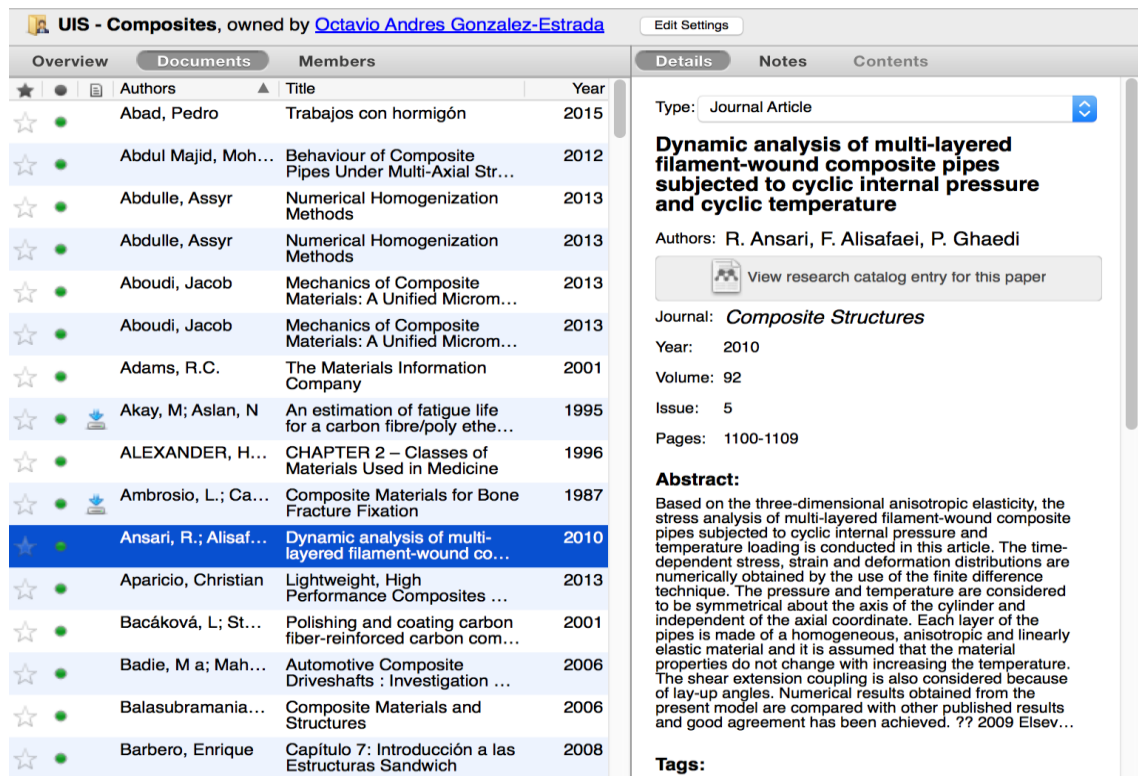 UIS - Composites, owned by Octavio Andres Gonzalez-Estrada
Edit Settings
Overview Documents Members
Authors Title Year
Abad, Pedro Trabajos con hormigón 2015
Abdul Majid, Moh... Behaviour of Composite 2012
Pipes Under Multi-Axial Str...
Abdulle, Assyr Numerical Homogenization 2013
Methods
Abdulle, Assyr Numerical Homogenization 2013
Methods
Aboudi, Jacob Mechanics of Composite 2013
Materials: A Unified Microm...
Aboudi, Jacob Mechanics of Composite 2013
Materials: A Unified Microm...
Adams, R.C. The Materials Information 2001
Company
Akay, M; Aslan, N An estimation of fatigue life 1995
for a carbon fibre/poly ethe...
ALEXANDER, H... CHAPTER 2 – Classes of 1996
Materials Used in Medicine
Ambrosio, L.; Ca... Composite Materials for Bone 1987
Fracture Fixation
Ansari, R.; Alisaf... Dynamic analysis of multi- 2010
layered filament-wound co...
Aparicio, Christian Lightweight, High 2013
Performance Composites ...
Bacáková, L; St... Polishing and coating carbon 2001
fiber-reinforced carbon com...
Badie, M a; Mah... Automotive Composite 2006
Driveshafts : Investigation ...
Balasubramania... Composite Materials and 2006
Structures
Barbero, Enrique Capítulo 7: Introducción a las 2008
Estructuras Sandwich
Details Notes Contents
Type: Journal Article
Dynamic analysis of multi-layered
filament-wound composite pipes
subjected to cyclic internal pressure
and cyclic temperature
Authors: R. Ansari, F. Alisafaei, P. Ghaedi
View research catalog entry for this paper
Journal: Composite Structures
Year: 2010
Volume: 92
Issue: 5
Pages: 1100-1109
Abstract:
Based on the three-dimensional anisotropic elasticity, the
stress analysis of multi-layered filament-wound composite
pipes subjected to cyclic internal pressure and
temperature loading is conducted in this article. The time-
dependent stress, strain and deformation distributions are
numerically obtained by the use of the finite difference
technique. The pressure and temperature are considered
to be symmetrical about the axis of the cylinder and
independent of the axial coordinate. Each layer of the
pipes is made of a homogeneous, anisotropic and linearly
elastic material and it is assumed that the material
properties do not change with increasing the temperature.
The shear extension coupling is also considered because
of lay-up angles. Numerical results obtained from the
present model are compared with other published results
and good agreement has been achieved. ?? 2009 Elsev...
Tags: